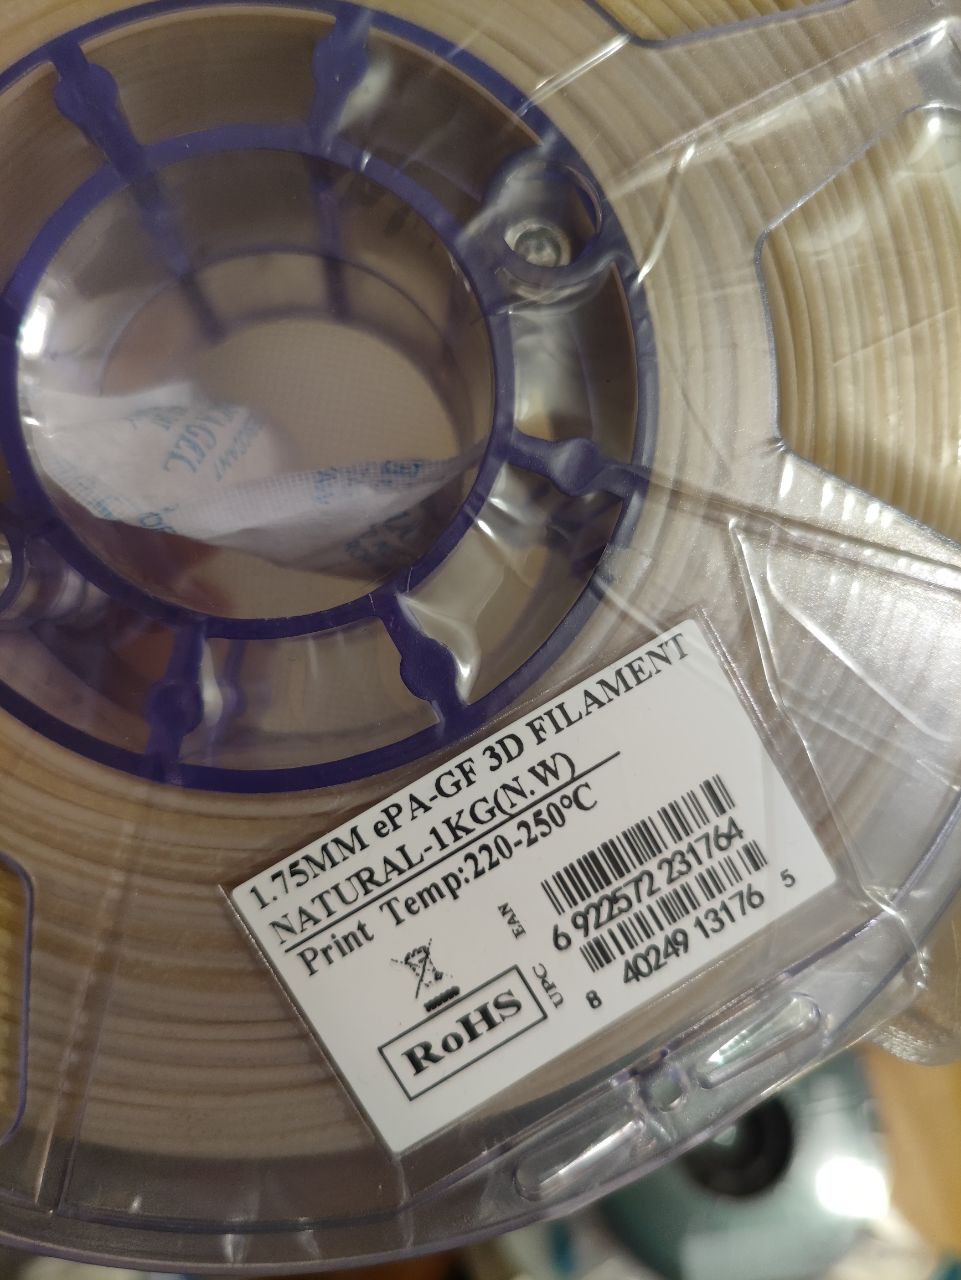 1.75MM ePA-GF 3D FILAMENT
NATURAL-1KG(N.W)
Print Temp:220-250℃
EAN
6 922572 231764
UPC
8 40249 13176 5
RoHS